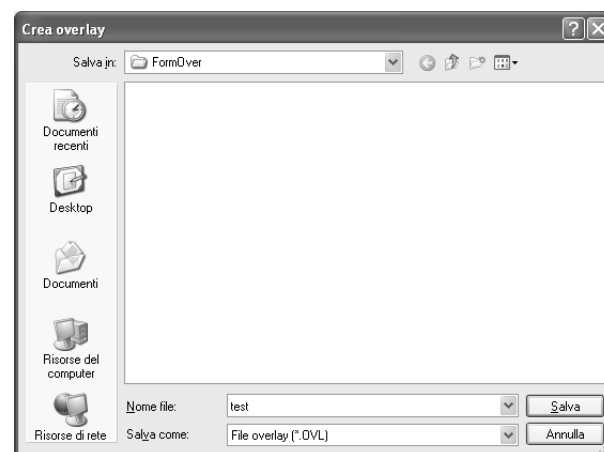 Crea overlay
Salva in: FormOver
Documenti
recenti
Desktop
Documenti
Risorse del
computer
Risorse di rete
Nome file: test Salva
Salva come: File overlay (*.OVL) Annulla